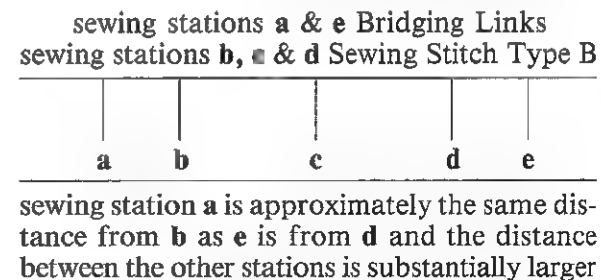 sewing stations a & e Bridging Links
sewing stations b, c & d Sewing Stitch Type B
a b c d e
sewing station a is approximately the same dis-
tance from b as e is from d and the distance
between the other stations is substantially larger